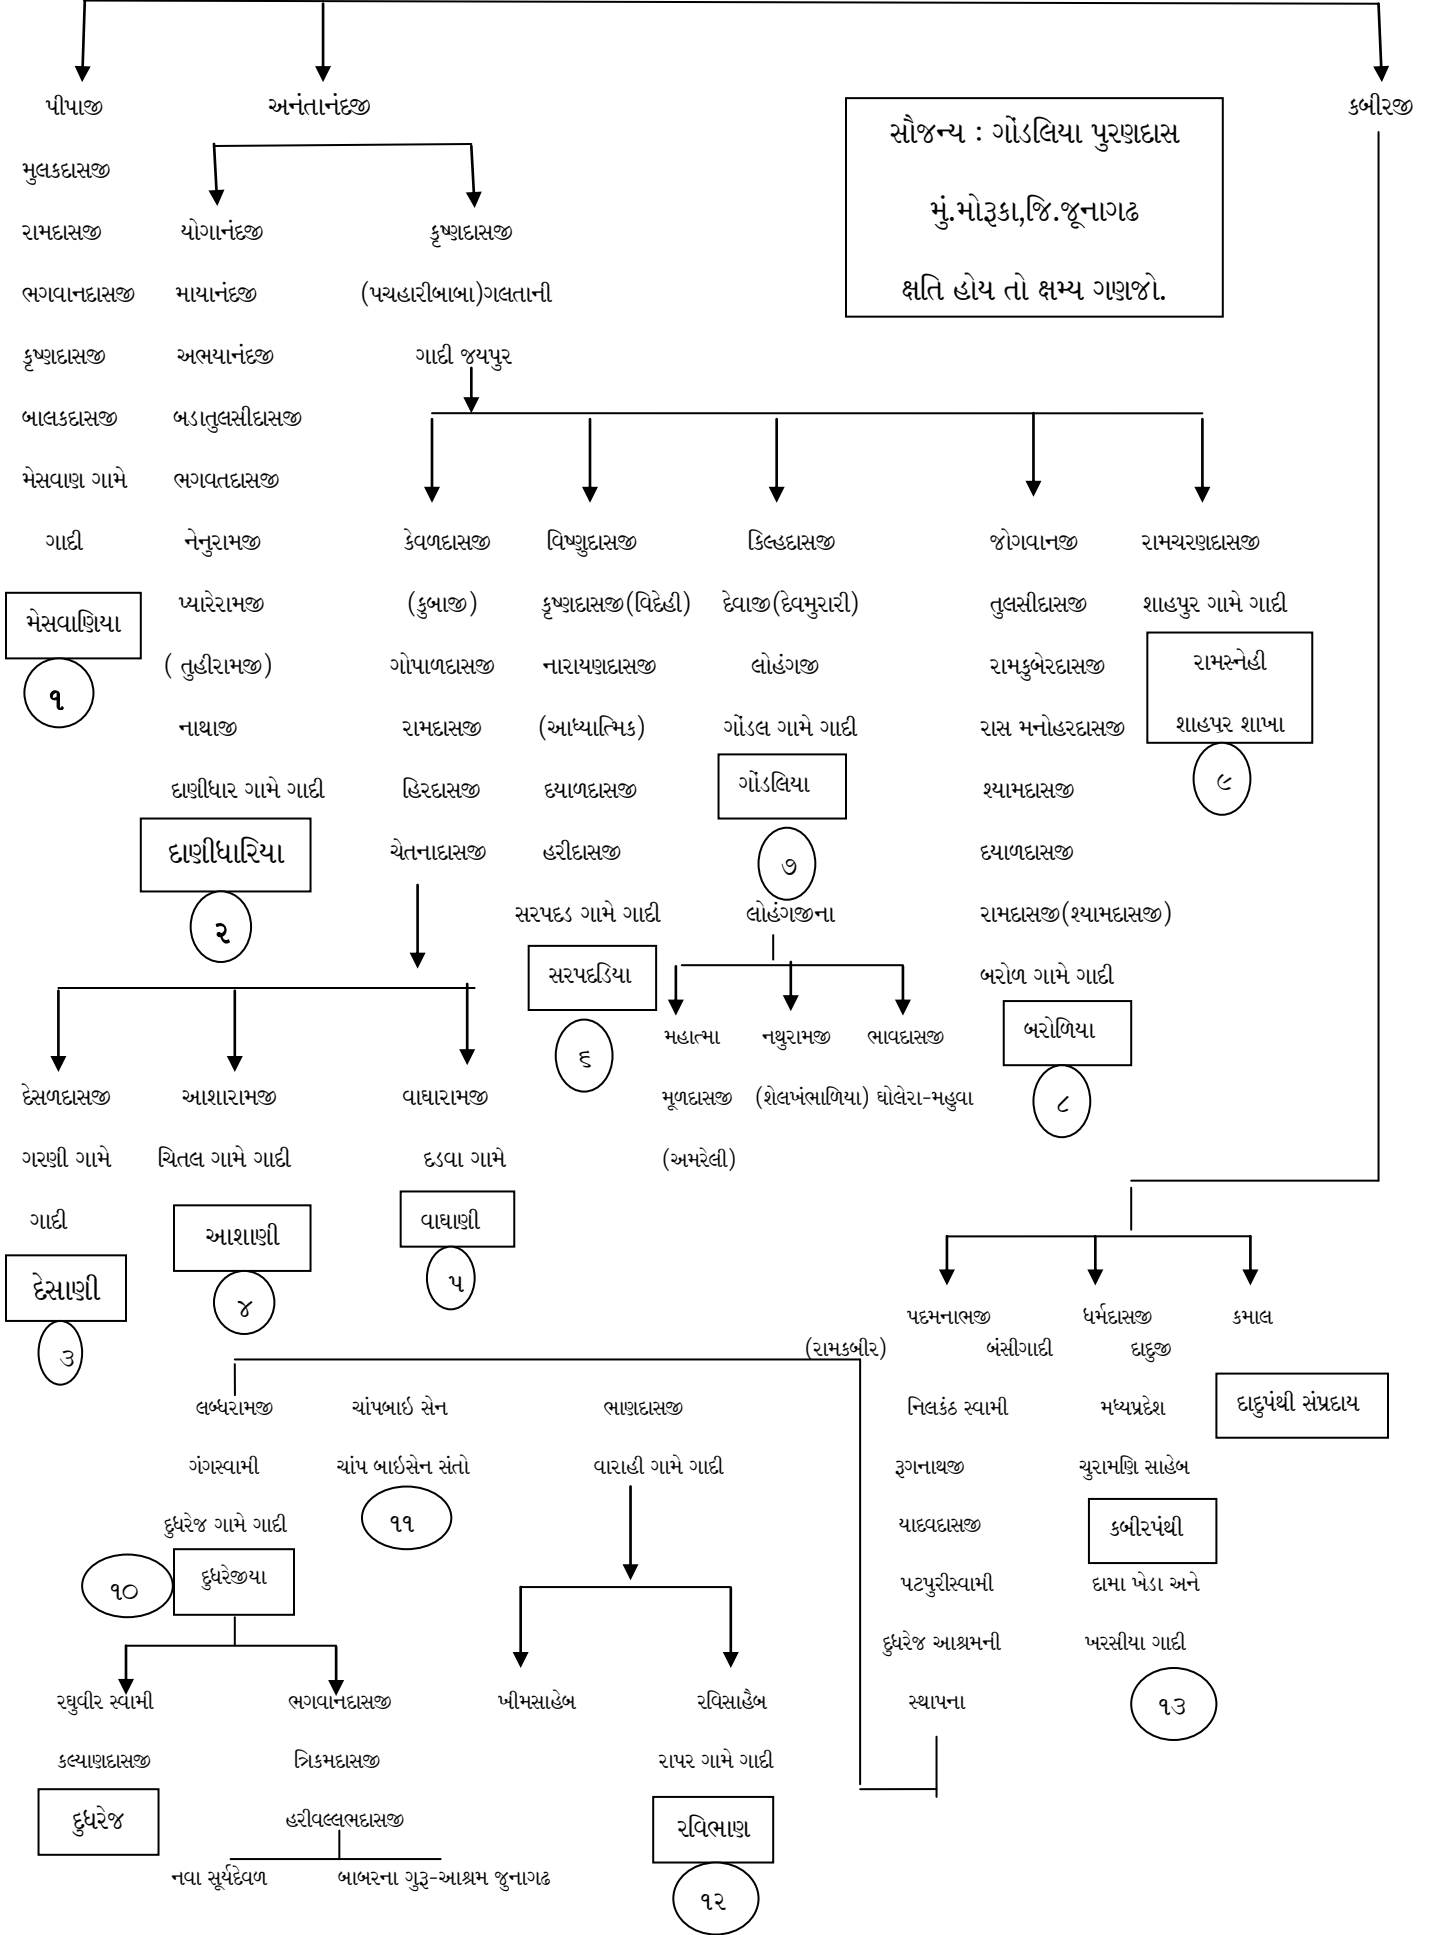 પીપાજી
અનંતાનંદજી
કબીરજી
સૌજન્ય : ગોંડલિયા પુરણદાસ
મું.મોરૂકા,જિ.જૂનાગઢ
ક્ષતિ હોય તો ક્ષમ્ય ગણજો.
મુલકદાસજી
રામદાસજી
ભગવાનદાસજી
કૃષ્ણદાસજી
બાલકદાસજી
મેસવાણ ગામે
ગાદી
મેસવાણિયા
૧
યોગાનંદજી
માયાનંદજી
અભયાનંદજી
બડાતુલસીદાસજી
ભગવતદાસજી
નેનુરામજી
પ્યારેરામજી
( તુહીરામજી)
નાથાજી
દાણીધાર ગામે ગાદી
દાણીધારિયા
૨
કૃષ્ણદાસજી
(પયહારીબાબા)ગલતાની
ગાદી જયપુર
કેવળદાસજી
(કુબાજી)
ગોપાળદાસજી
રામદાસજી
હિરદાસજી
ચેતનાદાસજી
વિષ્ણુદાસજી
કૃષ્ણદાસજી(વિદેહી)
નારાયણદાસજી
(આધ્યાત્મિક)
દયાળદાસજી
હરીદાસજી
સરપદડ ગામે ગાદી
સરપદડિયા
૬
કિલ્હદાસજી
દેવાજી(દેવમુરારી)
લોહંગજી
ગોંડલ ગામે ગાદી
ગોંડલિયા
૭
લોહંગજીના
મહાત્મા
મૂળદાસજી
(અમરેલી)
નથુરામજી
(શેલખંભાળિયા)
ભાવદાસજી
ધોલેરા-મહુવા
જોગવાનજી
તુલસીદાસજી
રામકુબેરદાસજી
રાસ મનોહરદાસજી
શ્યામદાસજી
દયાળદાસજી
રામદાસજી(શ્યામદાસજી)
બરોળ ગામે ગાદી
બરોળિયા
૮
રામચરણદાસજી
શાહપુર ગામે ગાદી
રામસ્નેહી
શાહપુર શાખા
૯
દેસળદાસજી
ગરણી ગામે
ગાદી
દેસાણી
૩
આશારામજી
ચિતલ ગામે ગાદી
આશાણી
૪
વાઘારામજી
દડવા ગામે
વાઘાણી
૫
પદમનાભજી
(રામકબીર)
નિલકંઠ સ્વામી
રૂગનાથજી
યાદવદાસજી
પટપુરીસ્વામી
દુધરેજ આશ્રમની
સ્થાપના
ધર્મદાસજી
બંસીગાદી
દાદુજી
મધ્યપ્રદેશ
ચુરામણિ સાહેબ
કબીરપંથી
દામા ખેડા અને
ખરસીયા ગાદી
૧૩
કમાલ
દાદુપંથી સંપ્રદાય
લબ્ધરામજી
ગંગસ્વામી
દુધરેજ ગામે ગાદી
૧૦
દુધરેજીયા
ચાંપબાઇ સેન
ચાંપ બાઇસેન સંતો
૧૧
ભાણદાસજી
વારાહી ગામે ગાદી
રઘુવીર સ્વામી
કલ્યાણદાસજી
દુધરેજ
ભગવાનદાસજી
ત્રિકમદાસજી
હરીવલ્લભદાસજી
નવા સૂર્યદેવળ
બાબરના ગુરૂ-આશ્રમ જુનાગઢ
ખીમસાહેબ
રવિસાહેબ
રાપર ગામે ગાદી
રવિભાણ
૧૨